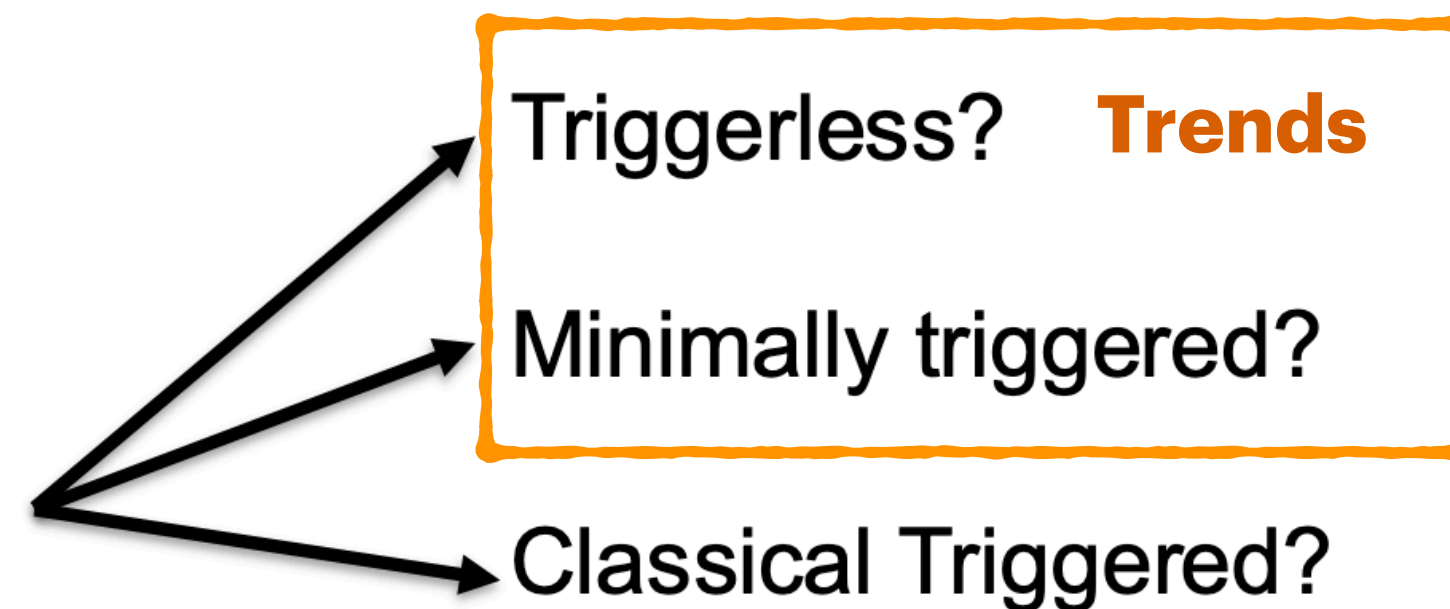 Triggerless? Trends
Minimally triggered?
Classical Triggered?